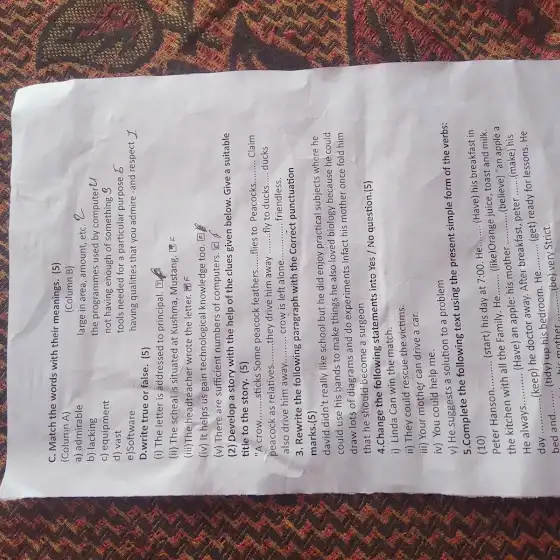 C. Match the words with their meanings. (5)
(Column A) (Column B)
a) admirable large in area, amount, etc.
b) lacking the programmes used by computer 4
c) equipment not having enough of something
d) vast tools needed for a particular purpose 5
e)Software having qualities that you admire and respect 1
D.write true or false. (5)
(i) The letter is addressed to principal.
(ii) The scheal is situated at Kushma, Mustang. F
(iii)The headteacher wrote the letter. F
(iv) It helps us gain technological knowledge too.
(v) There are sufficient numbers of computers.
(2) Develop a story with the help of the clues given below. Give a suitable
title to the story. (5)
"A crow..........sticks Some peacock feathers.....flies to Peacocks......... Claim
peacock as relatives........... they drive him away ..........fly to ducks..... ducks
also drive him away............. crow is left alone............ friendless.
3. Rewrite the following paragraph with the Correct punctuation
marks.(5)
david didn't really like school but he did enjoy practical subjects where he
could use his hands to make things he also loved biology because he could
draw lots of diagrams and do experiments infact his mother once fold him
that he should become a surgeon
4.Change the following statements into Yes / No question.(5)
i) Linda Can win the match.
ii) They could rescue the victims.
iii) Your mother can drive a car.
iv) You could help me.
v) He suggests a solution to a problem
5.Complete the following text using the present simple form of the verbs:
(10)
Peter Hanson.......... (start) his day at 7:00. He....... (Have) his breakfast in
the kitchen with all the Family. He........ (like)Orange juice, toast and milk.
He always....... (Have) an apple: his mother.......... (believe) "an apple a
day ............. (keep) he doctor away. After breakfast, peter ....... (make) his
bed and .......... (tidy) up his bedroom. He....... (get) ready for lessons. He
his mother (be) very Strict.